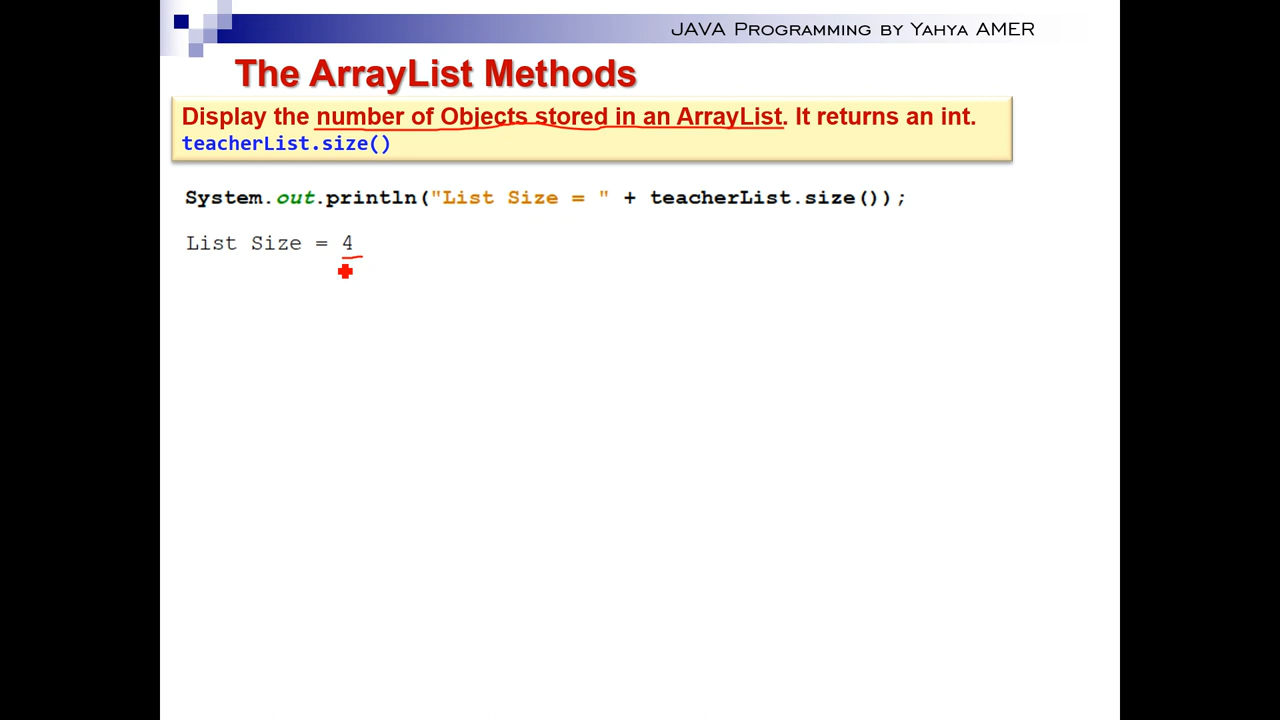 JAVA Programming by Yahya AMER
The ArrayList Methods
Display the number of Objects stored in an ArrayList. It returns an int.
teacherList.size()
System.out.println("List Size = " + teacherList.size());
List Size = 4